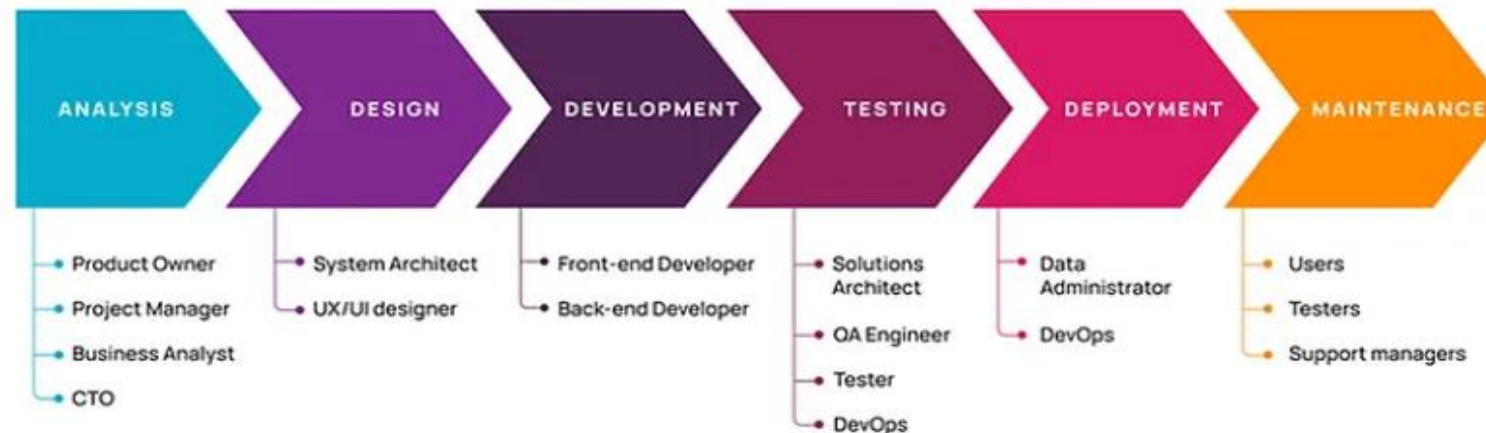 ANALYSIS
DESIGN
DEVELOPMENT
TESTING
DEPLOYMENT
MAINTENANCE
Product Owner
Project Manager
Business Analyst
CTO
System Architect
UX/UI designer
Front-end Developer
Back-end Developer
Solutions
Architect
QA Engineer
Tester
DevOps
Data
Administrator
DevOps
Users
Testers
Support managers